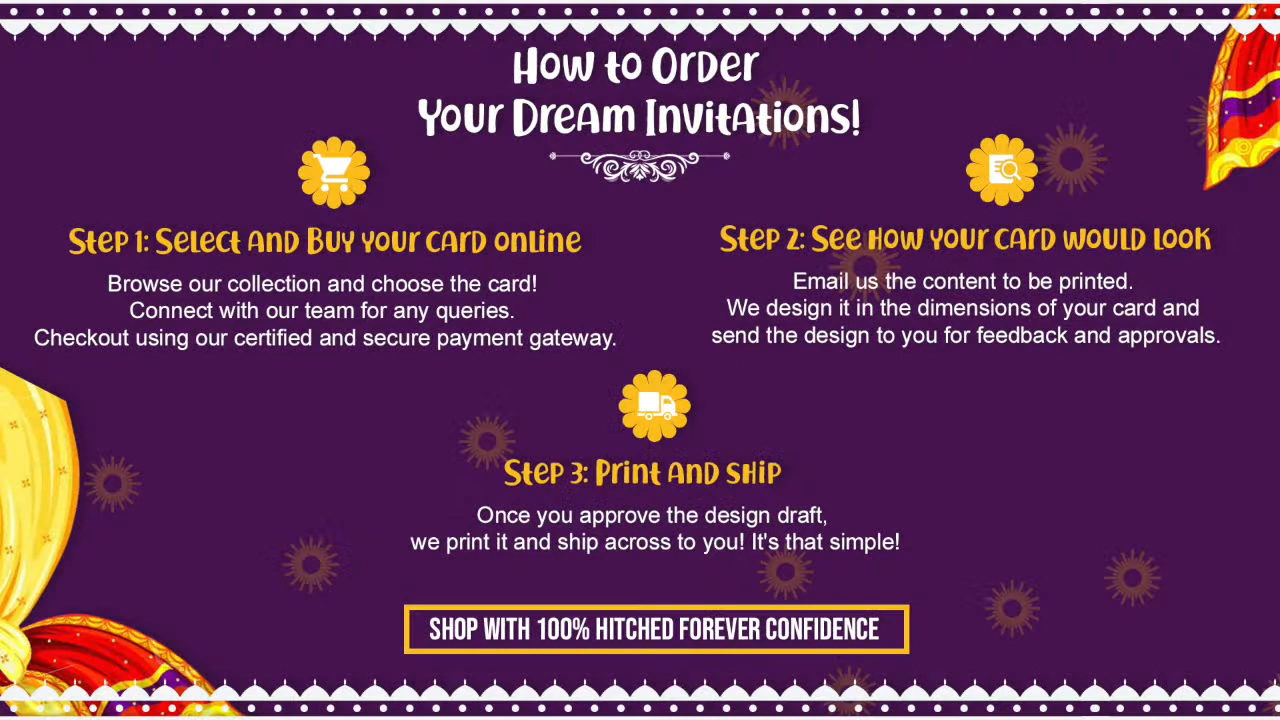 How to Order
Your Dream Invitations!
Step 1: Select and Buy your card online
Browse our collection and choose the card!
Connect with our team for any queries.
Checkout using our certified and secure payment gateway.
Step 2: See how your card would look
Email us the content to be printed.
We design it in the dimensions of your card and
send the design to you for feedback and approvals.
Step 3: Print and ship
Once you approve the design draft,
we print it and ship across to you! It's that simple!
SHOP WITH 100% HITCHED FOREVER CONFIDENCE